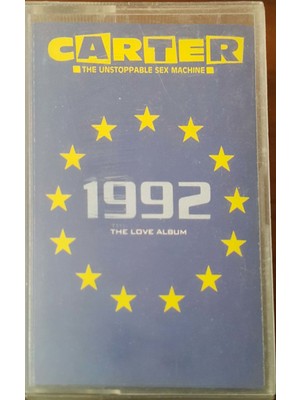 CARTER
THE UNSTOPPABLE SEX MACHINE
1992
THE LOVE ALBUM